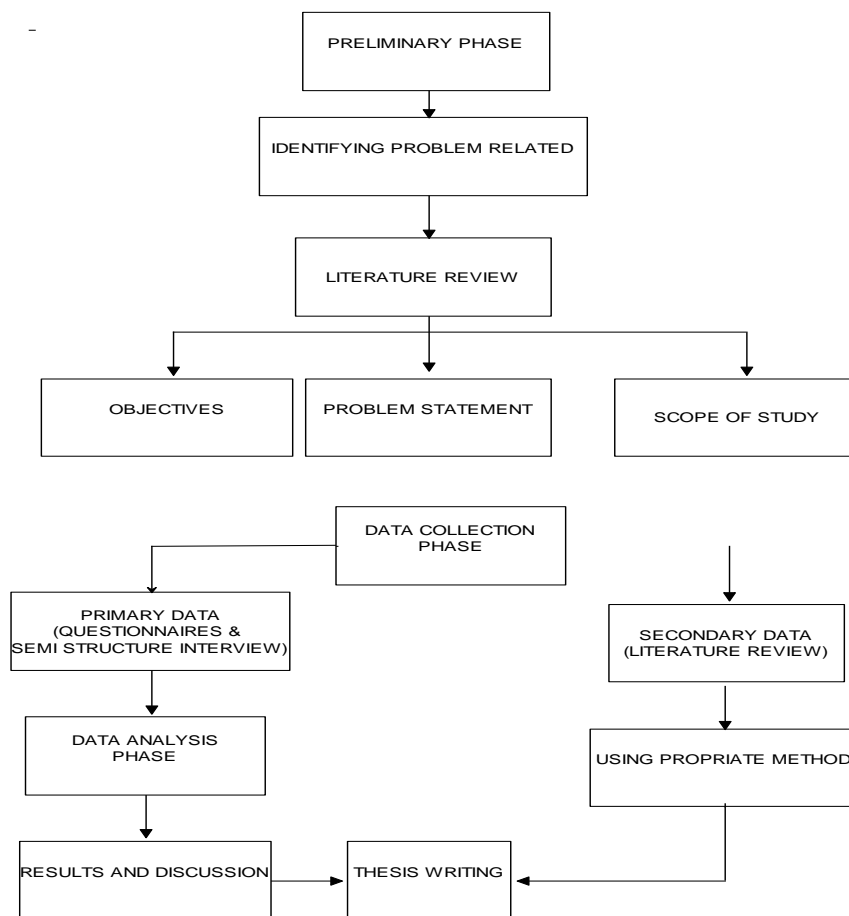 PRELIMINARY PHASE
IDENTIFYING PROBLEM RELATED
LITERATURE REVIEW
OBJECTIVES
PROBLEM STATEMENT
SCOPE OF STUDY
DATA COLLECTION
PHASE
PRIMARY DATA
(QUESTIONNAIRES &
SEMI STRUCTURE INTERVIEW)
SECONDARY DATA
(LITERATURE REVIEW)
DATA ANALYSIS
PHASE
USING PROPRIATE METHOD
RESULTS AND DISCUSSION
THESIS WRITING